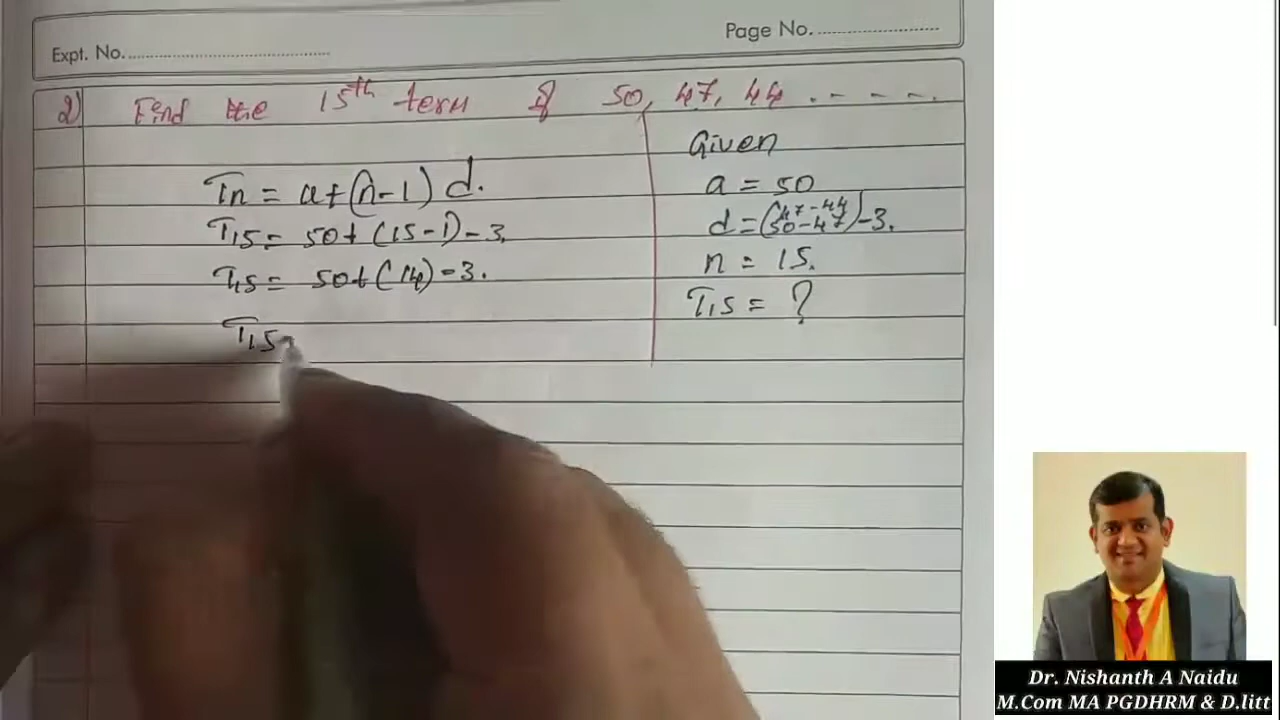 Expt. No.
Page No.
2) Find the 15th term of 50, 47, 44 . - - - .
Tn = a+(n-1) d.
T15 = 50+ (15-1)-3.
T15 = 50+(14)-3.
T15 =
Given
a = 50
d = (47-44
50-47)-3.
n = 15.
T15 = ?
Dr. Nishanth A Naidu
M.Com MA PGDHRM & D.litt